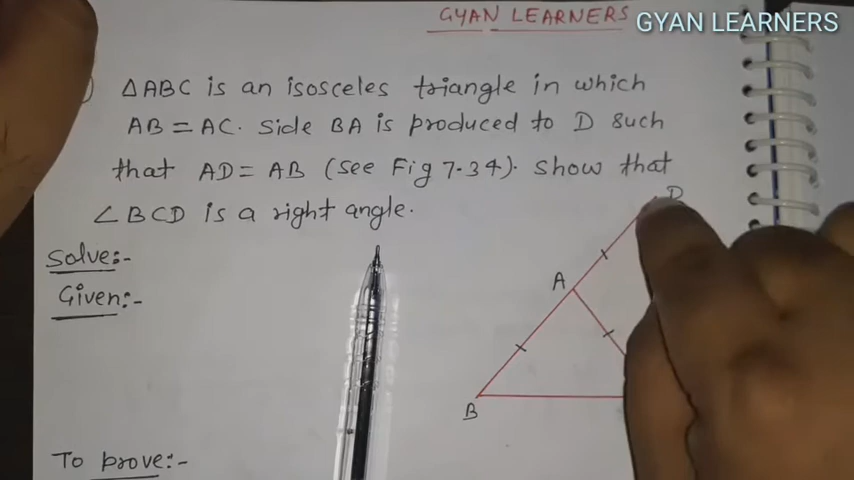 GYAN LEARNERS
GYAN LEARNERS
∆ABC is an isosceles triangle in which
AB = AC. Side BA is produced to D such
that AD = AB (see Fig 7.34). Show that
∠BCD is a right angle.
Solve:-
Given:-
D
A
B
To prove:-